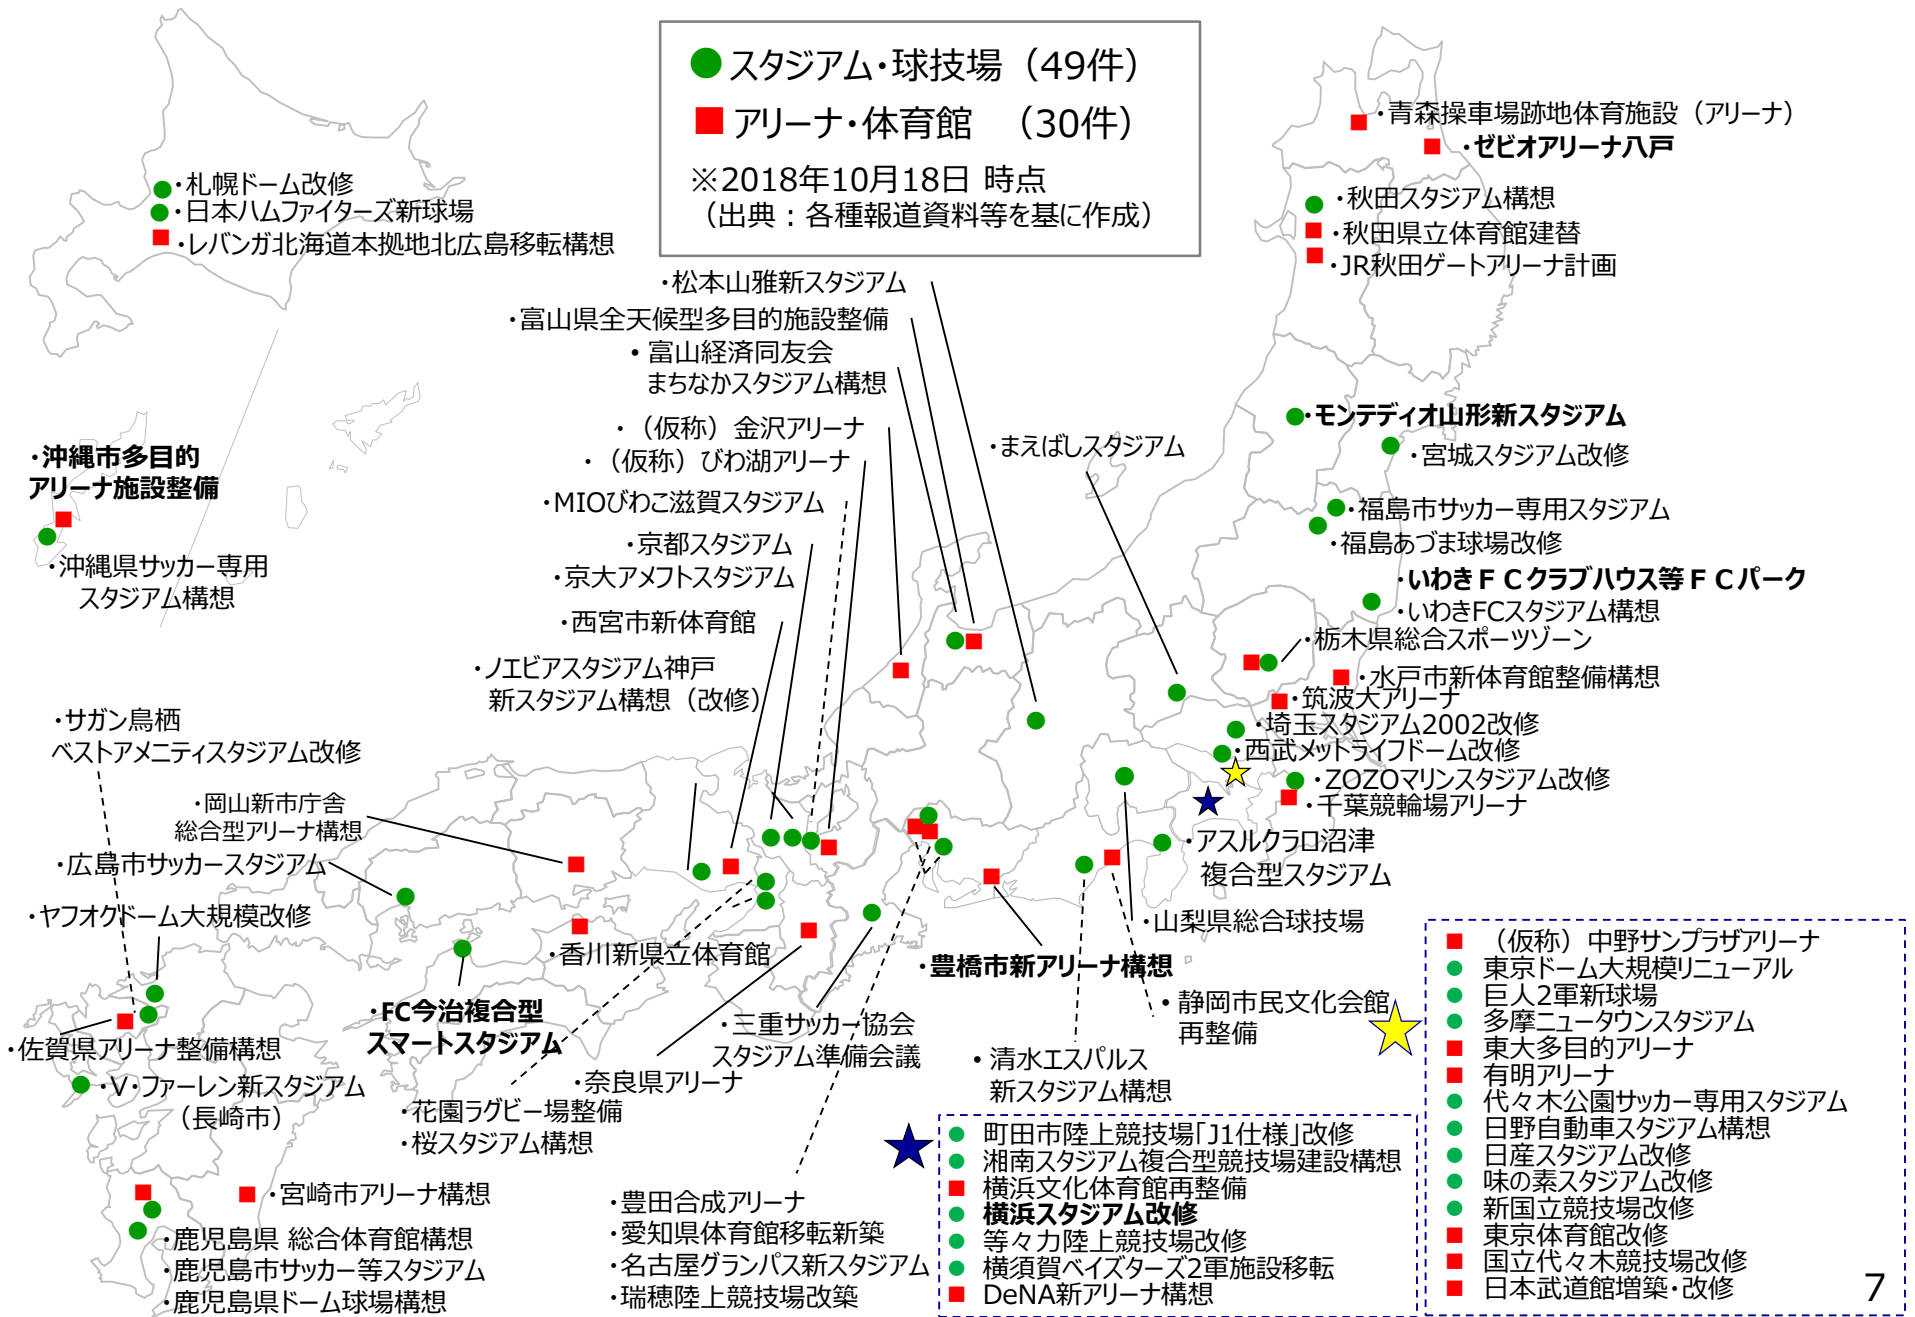 スタジアム・球技場（49件）
アリーナ・体育館　（30件）
※2018年10月18日 時点
（出典：各種報道資料等を基に作成）
・札幌ドーム改修
・日本ハムファイターズ新球場
・レバンガ北海道本拠地北広島移転構想
・青森操車場跡地体育施設（アリーナ）
・ゼビオアリーナ八戸
・秋田スタジアム構想
・秋田県立体育館建替
・JR秋田ゲートアリーナ計画
・松本山雅新スタジアム
・富山県全天候型多目的施設整備
・富山経済同友会
まちなかスタジアム構想
・（仮称）金沢アリーナ
・（仮称）びわ湖アリーナ
・MIOびわこ滋賀スタジアム
・京都スタジアム
・京大アメフトスタジアム
・西宮市新体育館
・ノエビアスタジアム神戸
新スタジアム構想（改修）
・まえばしスタジアム
・モンテディオ山形新スタジアム
・宮城スタジアム改修
・福島市サッカー専用スタジアム
・福島あづま球場改修
・いわきＦＣクラブハウス等ＦＣパーク
・いわきFCスタジアム構想
・栃木県総合スポーツゾーン
・水戸市新体育館整備構想
・筑波大アリーナ
・埼玉スタジアム2002改修
・西武メットライフドーム改修
・ZOZOマリンスタジアム改修
・千葉競輪場アリーナ
・アスルクラロ沼津
複合型スタジアム
・山梨県総合球技場
・沖縄市多目的
アリーナ施設整備
・沖縄県サッカー専用
スタジアム構想
・サガン鳥栖
ベストアメニティスタジアム改修
・岡山新市庁舎
総合型アリーナ構想
・広島市サッカースタジアム
・ヤフオクドーム大規模改修
・香川新県立体育館
・豊橋市新アリーナ構想
・FC今治複合型
スマートスタジアム
・三重サッカー協会
スタジアム準備会議
・静岡市民文化会館
再整備
・清水エスパルス
新スタジアム構想
・佐賀県アリーナ整備構想
・V・ファーレン新スタジアム
（長崎市）
・奈良県アリーナ
・花園ラグビー場整備
・桜スタジアム構想
・宮崎市アリーナ構想
・鹿児島県 総合体育館構想
・鹿児島市サッカー等スタジアム
・鹿児島県ドーム球場構想
・豊田合成アリーナ
・愛知県体育館移転新築
・名古屋グランパス新スタジアム
・瑞穂陸上競技場改築
町田市陸上競技場「J1仕様」改修
湘南スタジアム複合型競技場建設構想
横浜文化体育館再整備
横浜スタジアム改修
等々力陸上競技場改修
横須賀ベイズターズ2軍施設移転
DeNA新アリーナ構想
（仮称）中野サンプラザアリーナ
東京ドーム大規模リニューアル
巨人2軍新球場
多摩ニュータウンスタジアム
東大多目的アリーナ
有明アリーナ
代々木公園サッカー専用スタジアム
日野自動車スタジアム構想
日産スタジアム改修
味の素スタジアム改修
新国立競技場改修
東京体育館改修
国立代々木競技場改修
日本武道館増築・改修
7